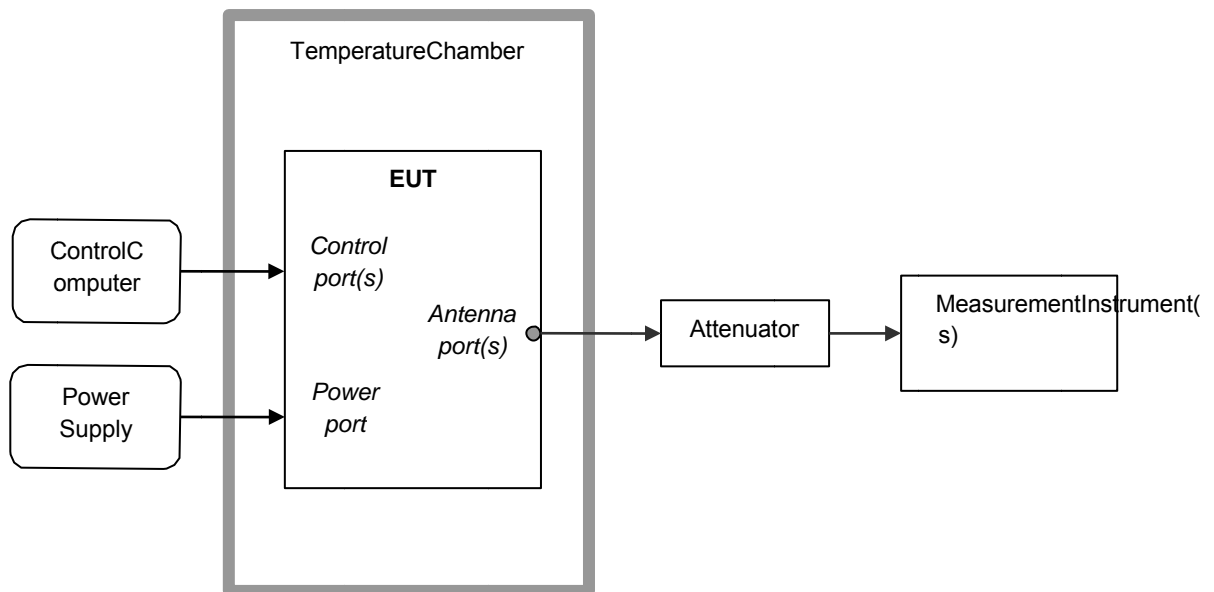 TemperatureChamber
EUT
ControlC
omputer
Control
port(s)
Antenna
port(s)
Attenuator
MeasurementInstrument(
s)
Power
Supply
Power
port